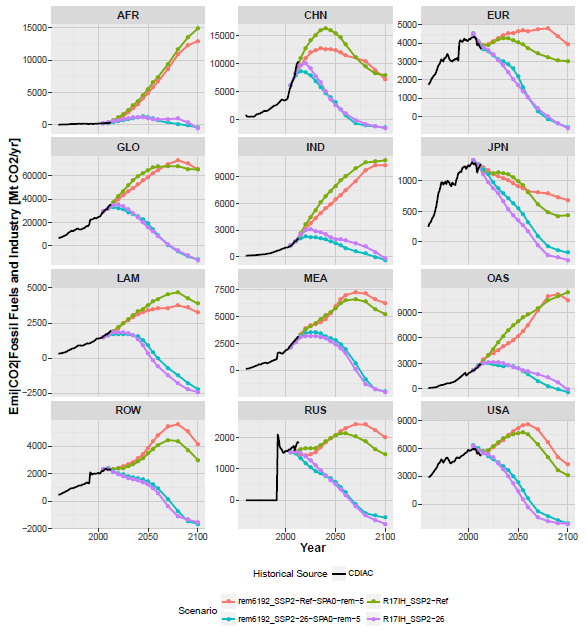 AFR CHN EUR
15000 15000 5000
10000 10000 4000
3000
5000 5000 2000
1000
0 0 0
GLO IND JPN
60000 9000 1000
40000 6000
20000 3000 500
0 0 0
LAM MEA OAS
5000 7500 9000
2500 5000 6000
0 2500 3000
−2500 0 0
ROW RUS USA
4000 2000 9000
2000 1000 6000
0 0 3000
−2000 0
2000 2050 2100 2000 2050 2100 2000 2050 2100
Emi|CO2|Fossil Fuels and Industry [Mt CO2/yr]
Year
Historical Source CDIAC
Scenario
rem6192_SSP2-Ref-SPA0-rem-5 R17IH_SSP2-Ref
rem6192_SSP2-26-SPA0-rem-5 R17IH_SSP2-26